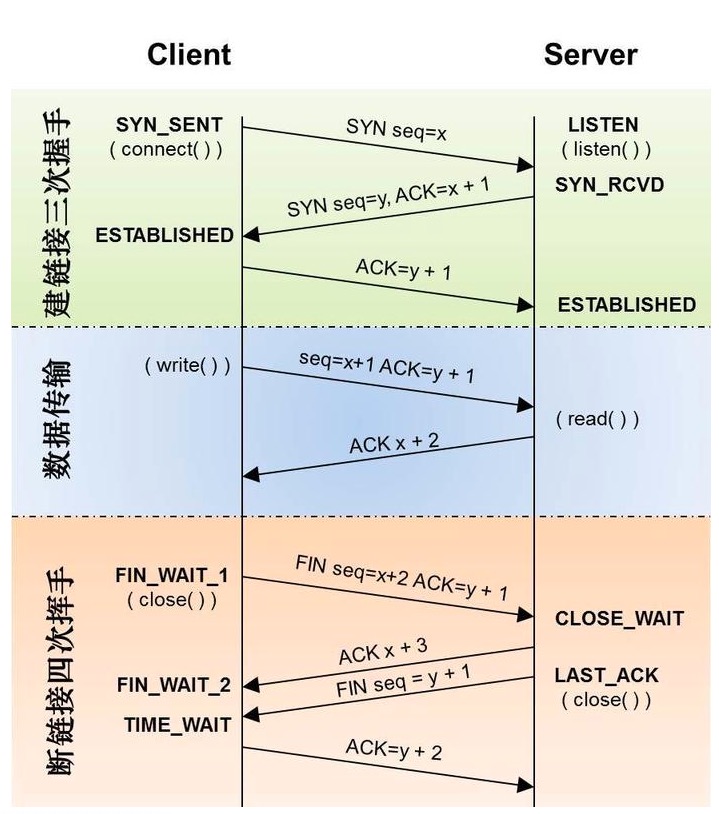 Client
Server
建链接三次握手
SYN_SENT
( connect( ) )
SYN seq=x
LISTEN
( listen( ) )
SYN_RCVD
SYN seq=y, ACK=x + 1
ESTABLISHED
ACK=y + 1
ESTABLISHED
数据传输
( write( ) )
seq=x+1 ACK=y + 1
( read( ) )
ACK x + 2
断链接四次挥手
FIN_WAIT_1
( close( ) )
FIN seq=x+2 ACK=y + 1
CLOSE_WAIT
ACK x + 3
FIN_WAIT_2
FIN seq = y + 1
LAST_ACK
( close( ) )
TIME_WAIT
ACK=y + 2